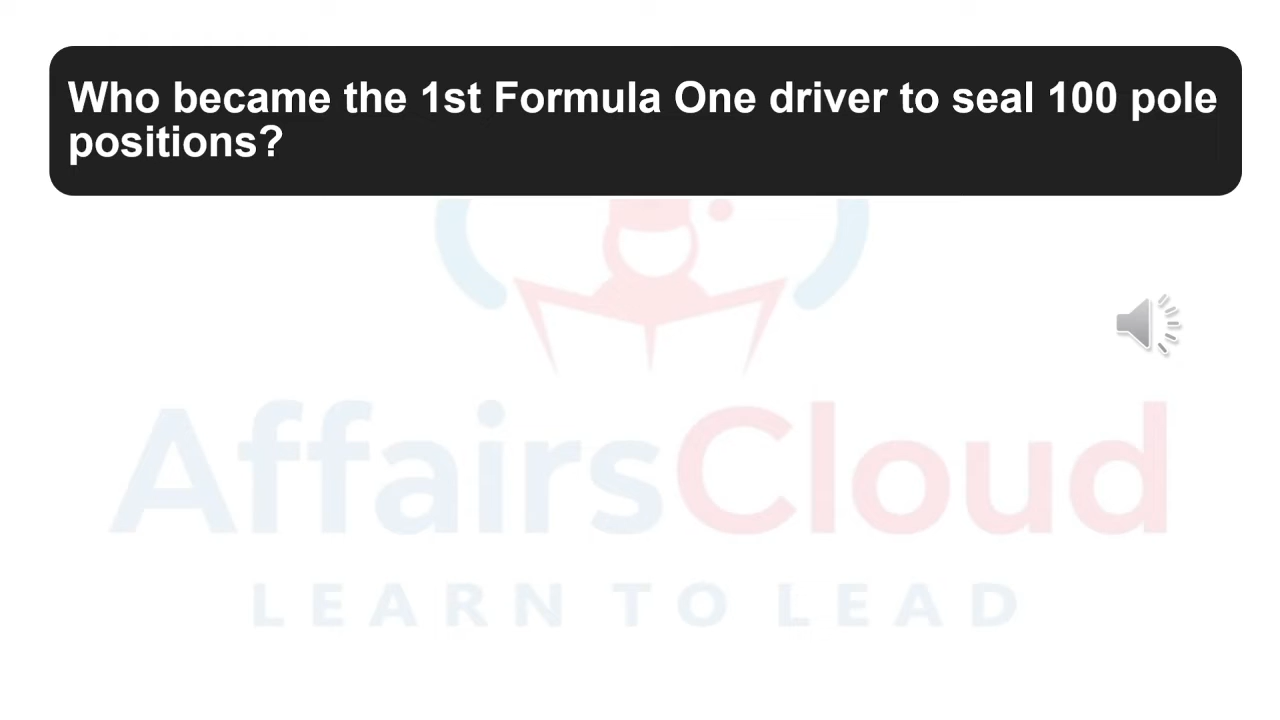 Who became the 1st Formula One driver to seal 100 pole
positions?
AffairsCloud
LEARN TO LEAD